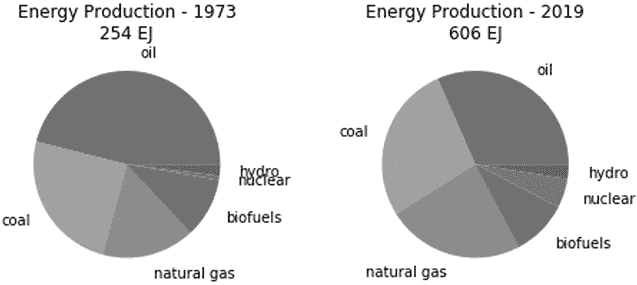 Energy Production - 1973
254 EJ
oil
hydro
nuclear
coal
biofuels
natural gas
Energy Production - 2019
606 EJ
oil
coal
hydro
nuclear
biofuels
natural gas